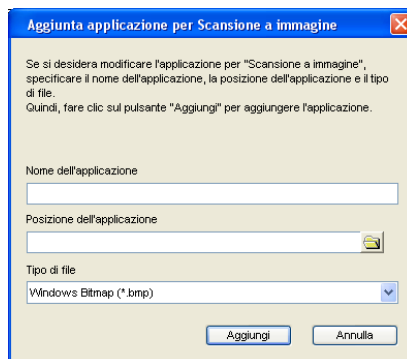 Aggiunta applicazione per Scansione a immagine
Se si desidera modificare l'applicazione per "Scansione a immagine",
specificare il nome dell'applicazione, la posizione dell'applicazione e il tipo
di file.
Quindi, fare clic sul pulsante "Aggiungi" per aggiungere l'applicazione.
Nome dell'applicazione
Posizione dell'applicazione
Tipo di file
Windows Bitmap (*.bmp)
Aggiungi Annulla